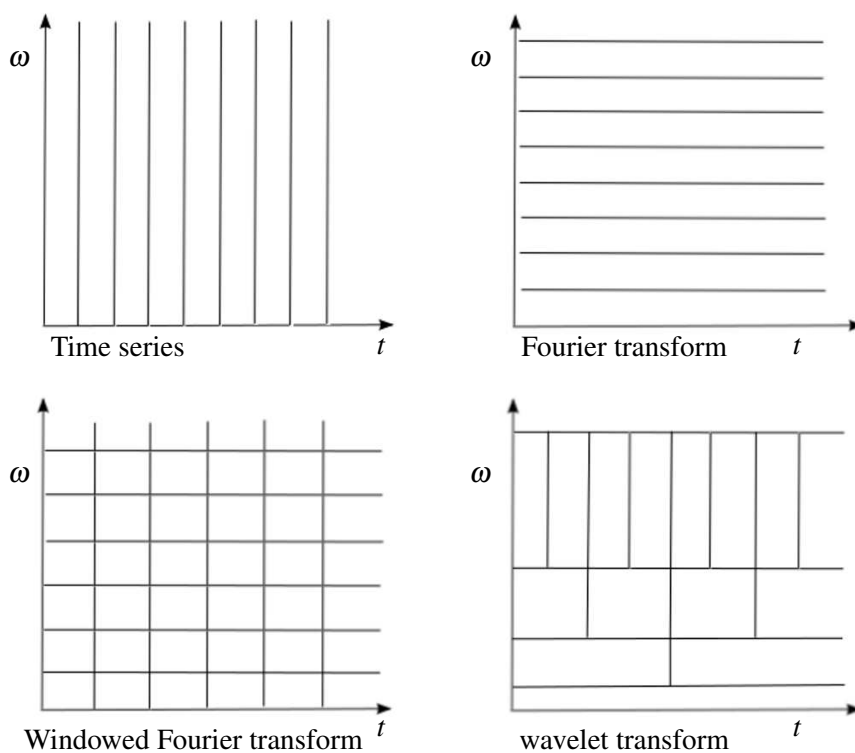 ω
ω
Time series t
Fourier transform t
ω
ω
Windowed Fourier transform t
wavelet transform t